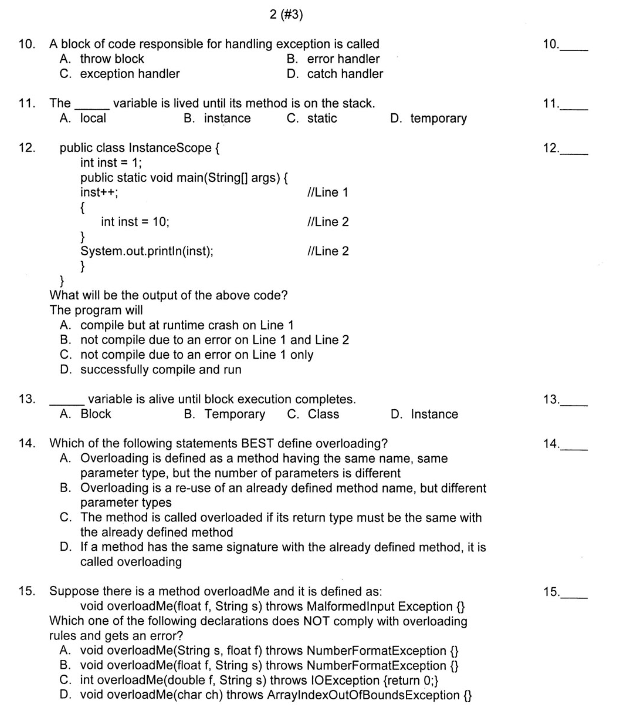 2 (#3)
10. A block of code responsible for handling exception is called 10.____
A. throw block B. error handler
C. exception handler D. catch handler
11. The _____ variable is lived until its method is on the stack. 11.____
A. local B. instance C. static D. temporary
12. public class InstanceScope { 12.____
int inst = 1;
public static void main(String[] args) {
inst++; //Line 1
{
int inst = 10; //Line 2
}
System.out.println(inst); //Line 2
}
}
What will be the output of the above code?
The program will
A. compile but at runtime crash on Line 1
B. not compile due to an error on Line 1 and Line 2
C. not compile due to an error on Line 1 only
D. successfully compile and run
13. _____ variable is alive until block execution completes. 13.____
A. Block B. Temporary C. Class D. Instance
14. Which of the following statements BEST define overloading? 14.____
A. Overloading is defined as a method having the same name, same
parameter type, but the number of parameters is different
B. Overloading is a re-use of an already defined method name, but different
parameter types
C. The method is called overloaded if its return type must be the same with
the already defined method
D. If a method has the same signature with the already defined method, it is
called overloading
15. Suppose there is a method overloadMe and it is defined as: 15.____
void overloadMe(float f, String s) throws MalformedInput Exception {}
Which one of the following declarations does NOT comply with overloading
rules and gets an error?
A. void overloadMe(String s, float f) throws NumberFormatException {}
B. void overloadMe(float f, String s) throws NumberFormatException {}
C. int overloadMe(double f, String s) throws IOException {return 0;}
D. void overloadMe(char ch) throws ArrayIndexOutOfBoundsException {}